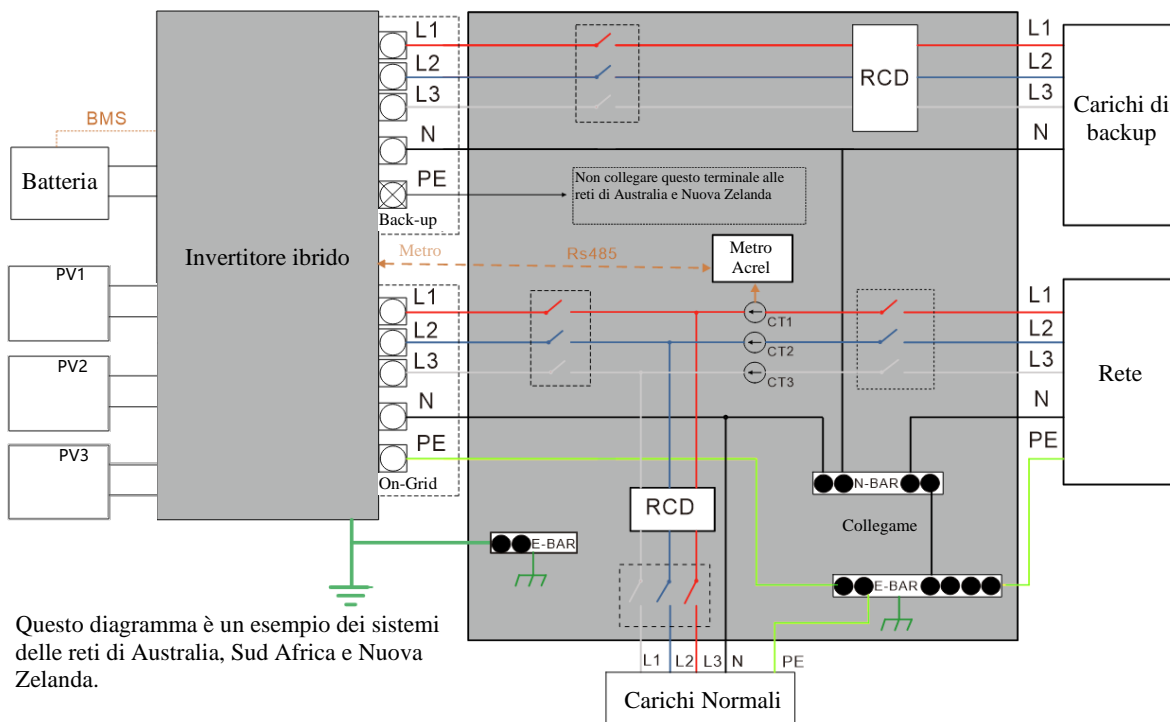 L1
L2
L3
N
PE
Back-up
RCD
L1
L2
L3
N
Carichi di
backup
BMS
Batteria
Non collegare questo terminale alle
reti di Australia e Nuova Zelanda
Invertitore ibrido
Metro
Rs485
Metro
Acrel
PV1
PV2
PV3
L1
L2
L3
N
PE
On-Grid
CT1
CT2
CT3
L1
L2
L3
N
PE
Rete
N-BAR
Collegame
RCD
E-BAR
E-BAR
Questo diagramma è un esempio dei sistemi
delle reti di Australia, Sud Africa e Nuova
Zelanda.
L1 L2 L3 N PE
Carichi Normali